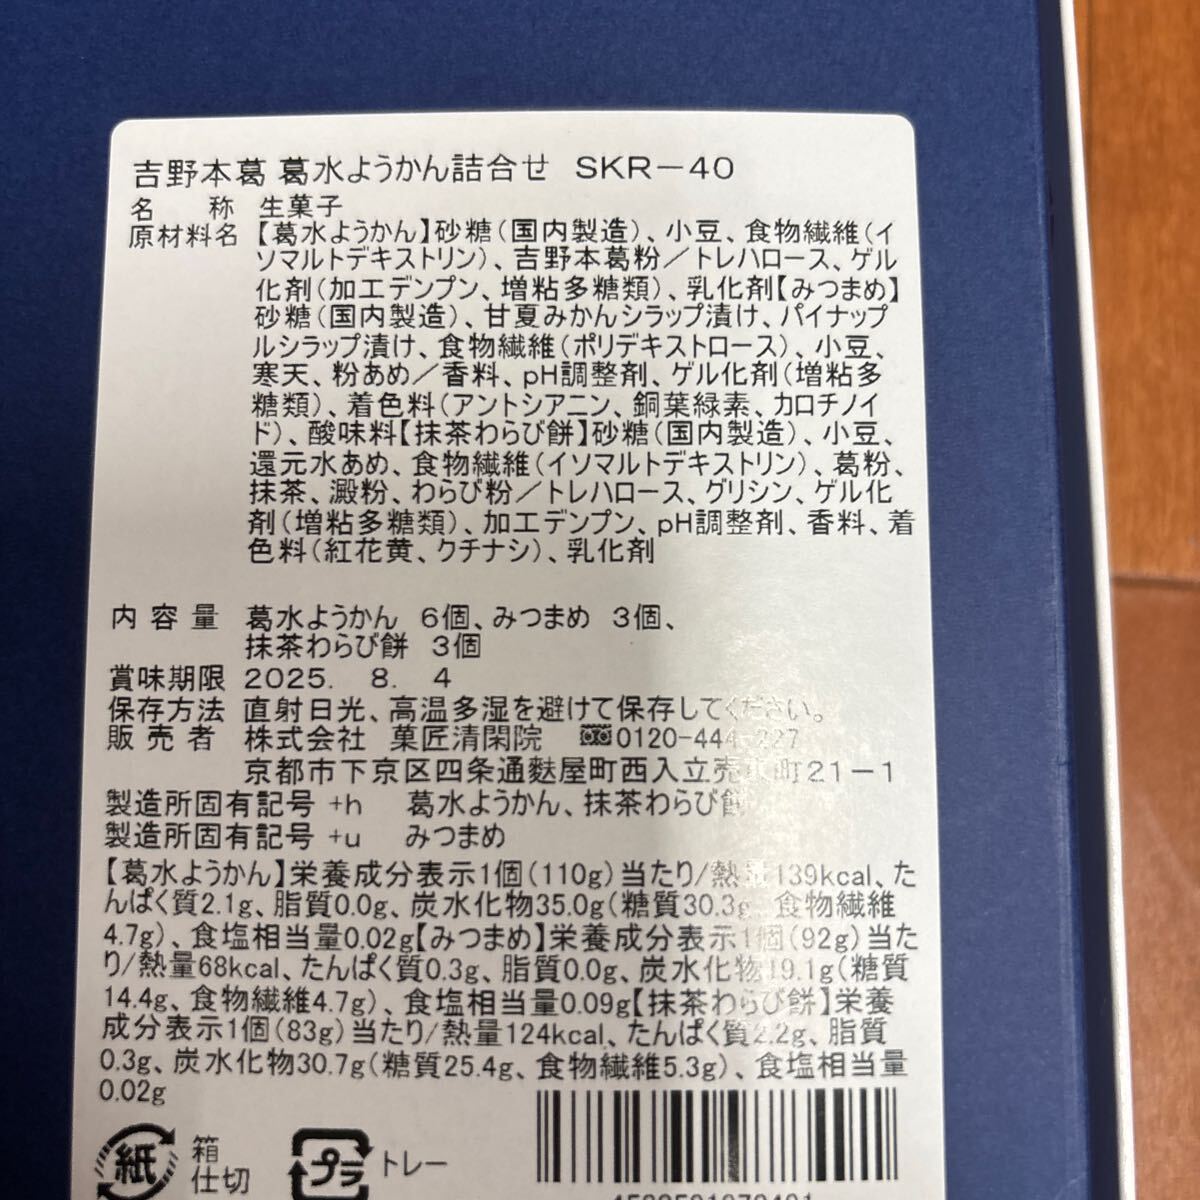 吉野本葛 葛水ようかん詰合せ SKR-40
名 称 生菓子
原材料名 【葛水ようかん】砂糖(国内製造)、小豆、食物繊維(イ
ソマルトデキストリン)、吉野本葛粉/トレハロース、ゲル
化剤(加工デンプン、増粘多糖類)、乳化剤【みつまめ】
砂糖(国内製造)、甘夏みかんシラップ漬け、パイナップ
ルシラップ漬け、食物繊維(ポリデキストロース)、小豆、
寒天、粉あめ/香料、pH調整剤、ゲル化剤(増粘多
糖類)、着色料(アントシアニン、銅葉緑素、カロチノイ
ド)、酸味料【抹茶わらび餅】砂糖(国内製造)、小豆、
還元水あめ、食物繊維(イソマルトデキストリン)、葛粉、
抹茶、澱粉、わらび粉/トレハロース、グリシン、ゲル化
剤(増粘多糖類)、加工デンプン、pH調整剤、香料、着
色料(紅花黄、クチナシ)、乳化剤
内容量 葛水ようかん 6個、みつまめ 3個、
抹茶わらび餅 3個
賞味期限 2025. 8. 4
保存方法 直射日光、高温多湿を避けて保存してください。
販売者 株式会社 菓匠清閑院 0120-444-227
京都市下京区四条通麩屋町西入立売東町21-1
製造所固有記号 +h 葛水ようかん、抹茶わらび餅
製造所固有記号 +u みつまめ
【葛水ようかん】栄養成分表示1個(110g)当たり/熱量139kcal、た
んぱく質2.1g、脂質0.0g、炭水化物35.0g(糖質30.3g、食物繊維
4.7g)、食塩相当量0.02g【みつまめ】栄養成分表示1個(92g)当た
り/熱量68kcal、たんぱく質0.3g、脂質0.0g、炭水化物19.1g(糖質
14.4g、食物繊維4.7g)、食塩相当量0.09g【抹茶わらび餅】栄養
成分表示1個(83g)当たり/熱量124kcal、たんぱく質2.2g、脂質
0.3g、炭水化物30.7g(糖質25.4g、食物繊維5.3g)、食塩相当量
0.02g
紙 箱 プラ トレー
仕切